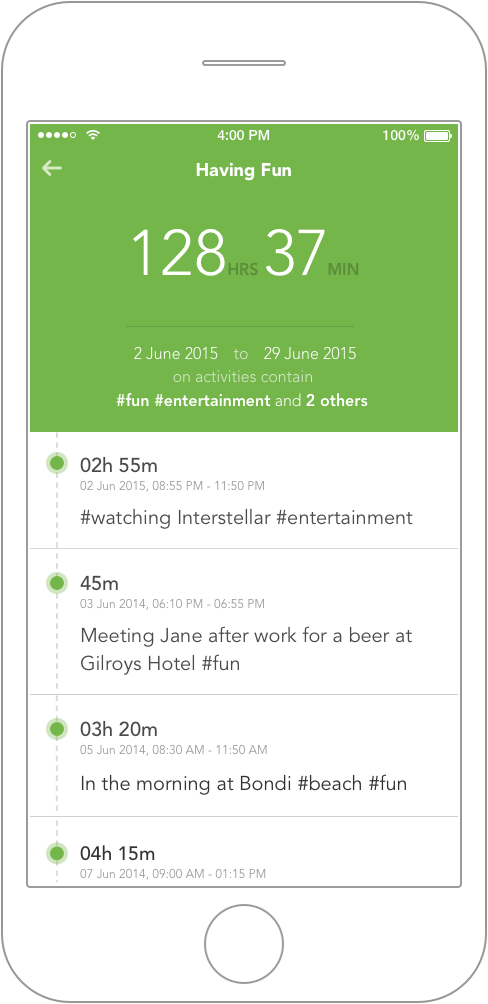 4:00 PM 100%
Having Fun
128 HRS 37 MIN
2 June 2015 to 29 June 2015
on activities contain
#fun #entertainment and 2 others
02h 55m
02 Jun 2015, 08:55 PM - 11:50 PM
#watching Interstellar #entertainment
45m
03 Jun 2014, 06:10 PM - 06:55 PM
Meeting Jane after work for a beer at
Gilroys Hotel #fun
03h 20m
05 Jun 2014, 08:30 AM - 11:50 AM
In the morning at Bondi #beach #fun
04h 15m
07 Jun 2014, 09:00 AM - 01:15 PM